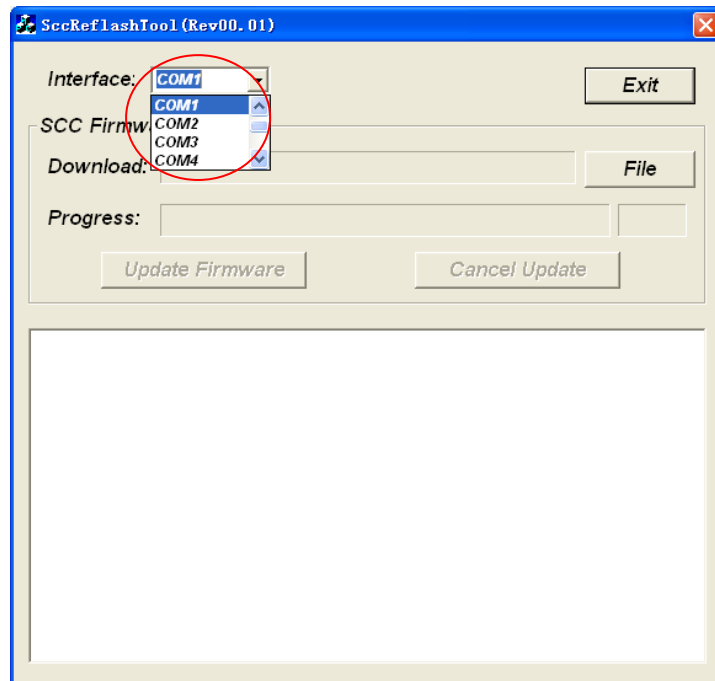 SccReflashTool(Rev00.01)
Interface: COM1
Exit
COM1
COM2
COM3
COM4
SCC Firmw
Download:
File
Progress:
Update Firmware
Cancel Update